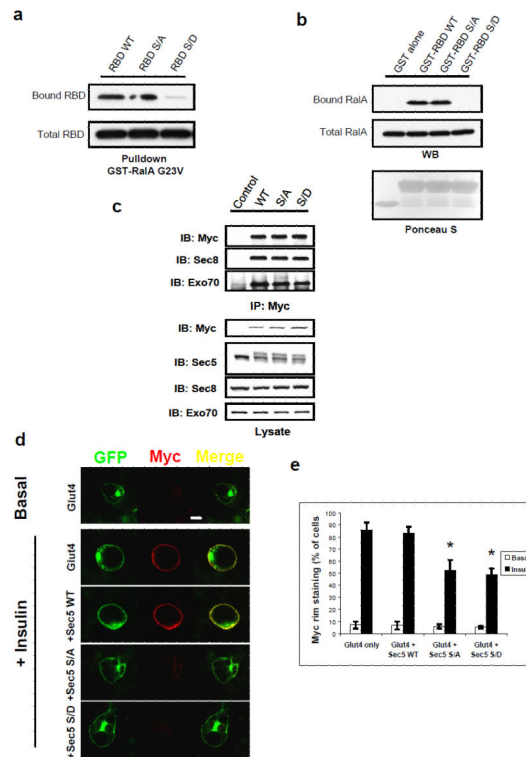 a
RBD WT
RBD S/A
RBD S/D
Bound RBD
Total RBD
Pulldown
GST-RalA G23V
b
GST alone
GST-RBD WT
GST-RBD S/A
GST-RBD S/D
Bound RalA
Total RalA
WB
Ponceau S
c
Control
WT
S/A
S/D
IB: Myc
IB: Sec8
IB: Exo70
IP: Myc
IB: Myc
IB: Sec5
IB: Sec8
IB: Exo70
Lysate
d
GFP Myc Merge
Basal
Glut4
+ Insulin
Glut4
+Sec5 WT
+Sec5 S/A
+Sec5 S/D
e
Myc rim staining (% of cells)
100
90
80
70
60
50
40
30
20
10
0
* *
Basa
Insul
Glut4 only
Glut4 +
Sec5 WT
Glut4 +
Sec5 S/A
Glut4 +
Sec5 S/D